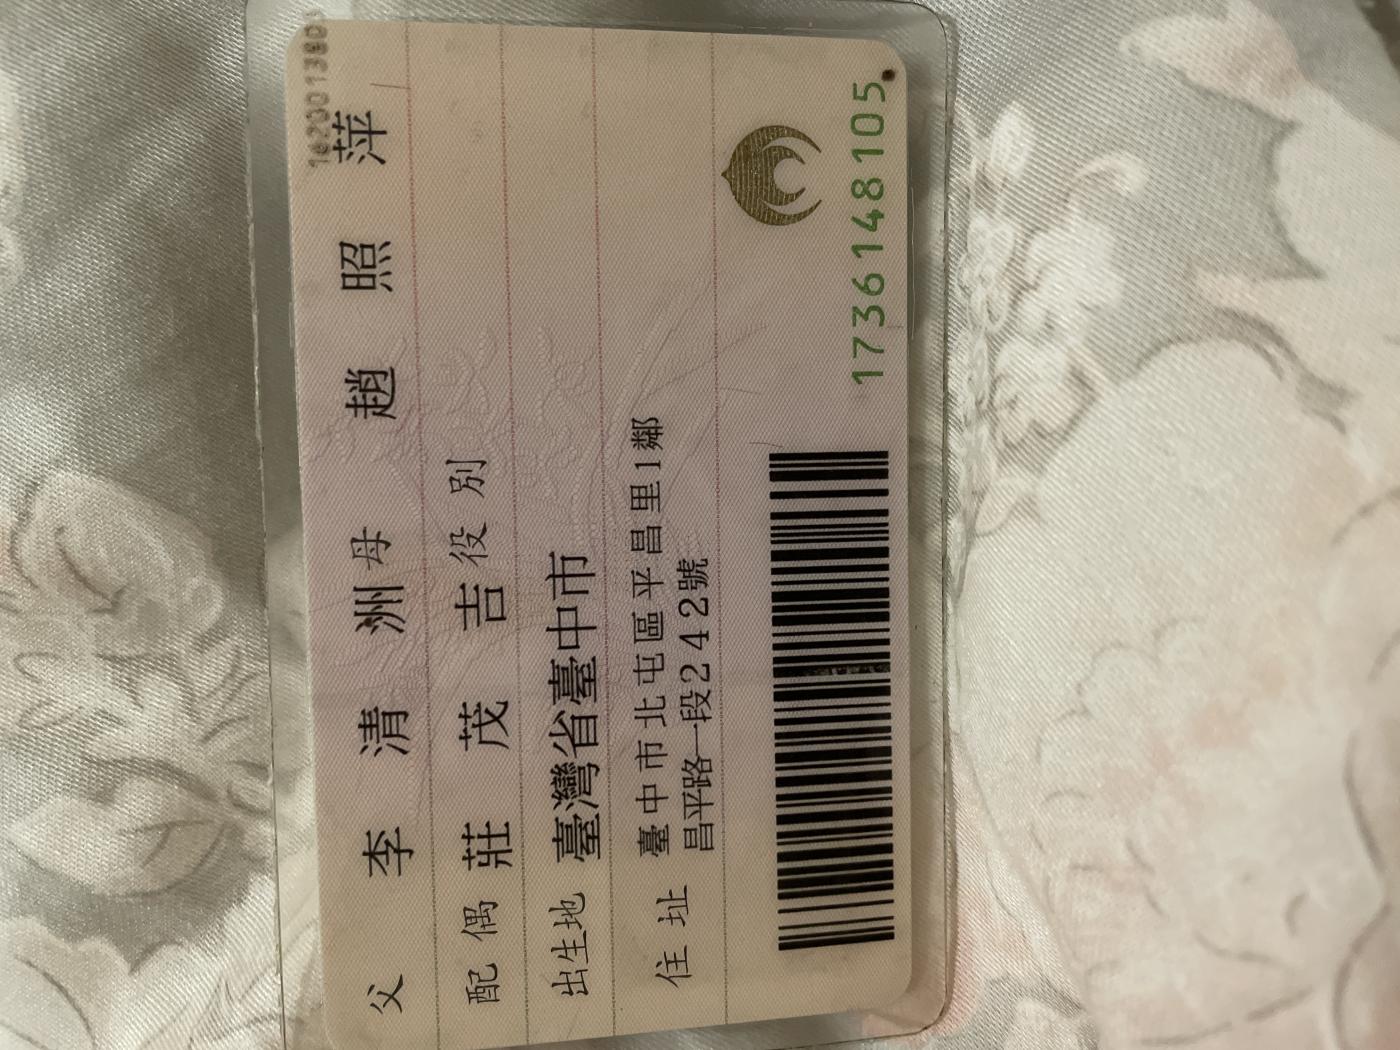 162001380
父 李清洲 母 趙照萍
配偶 莊茂吉 役別
出生地 臺灣省臺中市
住址 臺中市北屯區平昌里1鄰
昌平路一段242號
1736148105